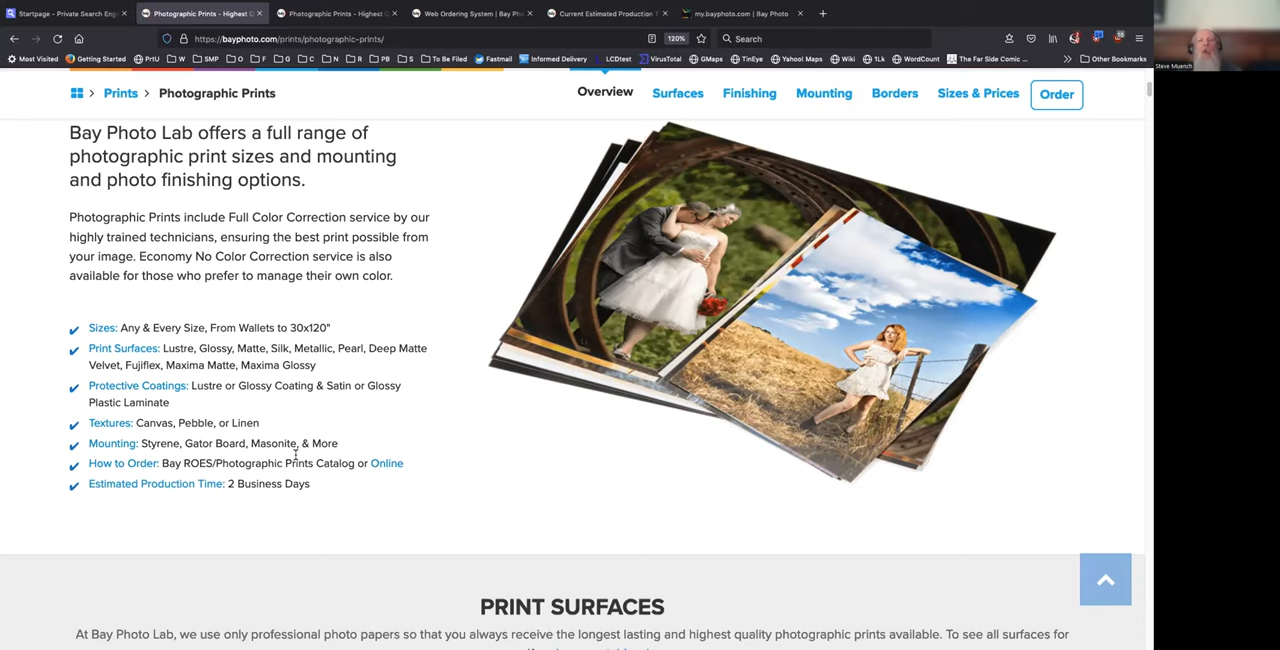 Startpage - Private Search Eng
Photographic Prints - Highest Q
Photographic Prints - Highest Q
Web Ordering System | Bay Pho
Current Estimated Production T
my.bayphoto.com | Bay Photo
https://bayphoto.com/prints/photographic-prints/
120%
Search
Most Visited
Getting Started
PrtU
W
SMP
O
F
G
C
N
R
PB
S
To Be Filed
Fastmail
Informed Delivery
LCDtest
VirusTotal
GMaps
TinEye
Yahoo! Maps
Wiki
1Lk
WordCount
The Far Side Comic ...
Other Bookmarks
Steve Muench
Prints
Photographic Prints
Overview
Surfaces
Finishing
Mounting
Borders
Sizes & Prices
Order
Bay Photo Lab offers a full range of
photographic print sizes and mounting
and photo finishing options.
Photographic Prints include Full Color Correction service by our
highly trained technicians, ensuring the best print possible from
your image. Economy No Color Correction service is also
available for those who prefer to manage their own color.
Sizes: Any & Every Size, From Wallets to 30x120"
Print Surfaces: Lustre, Glossy, Matte, Silk, Metallic, Pearl, Deep Matte
Velvet, Fujiflex, Maxima Matte, Maxima Glossy
Protective Coatings: Lustre or Glossy Coating & Satin or Glossy
Plastic Laminate
Textures: Canvas, Pebble, or Linen
Mounting: Styrene, Gator Board, Masonite, & More
How to Order: Bay ROES/Photographic Prints Catalog or Online
Estimated Production Time: 2 Business Days
PRINT SURFACES
At Bay Photo Lab, we use only professional photo papers so that you always receive the longest lasting and highest quality photographic prints available. To see all surfaces for